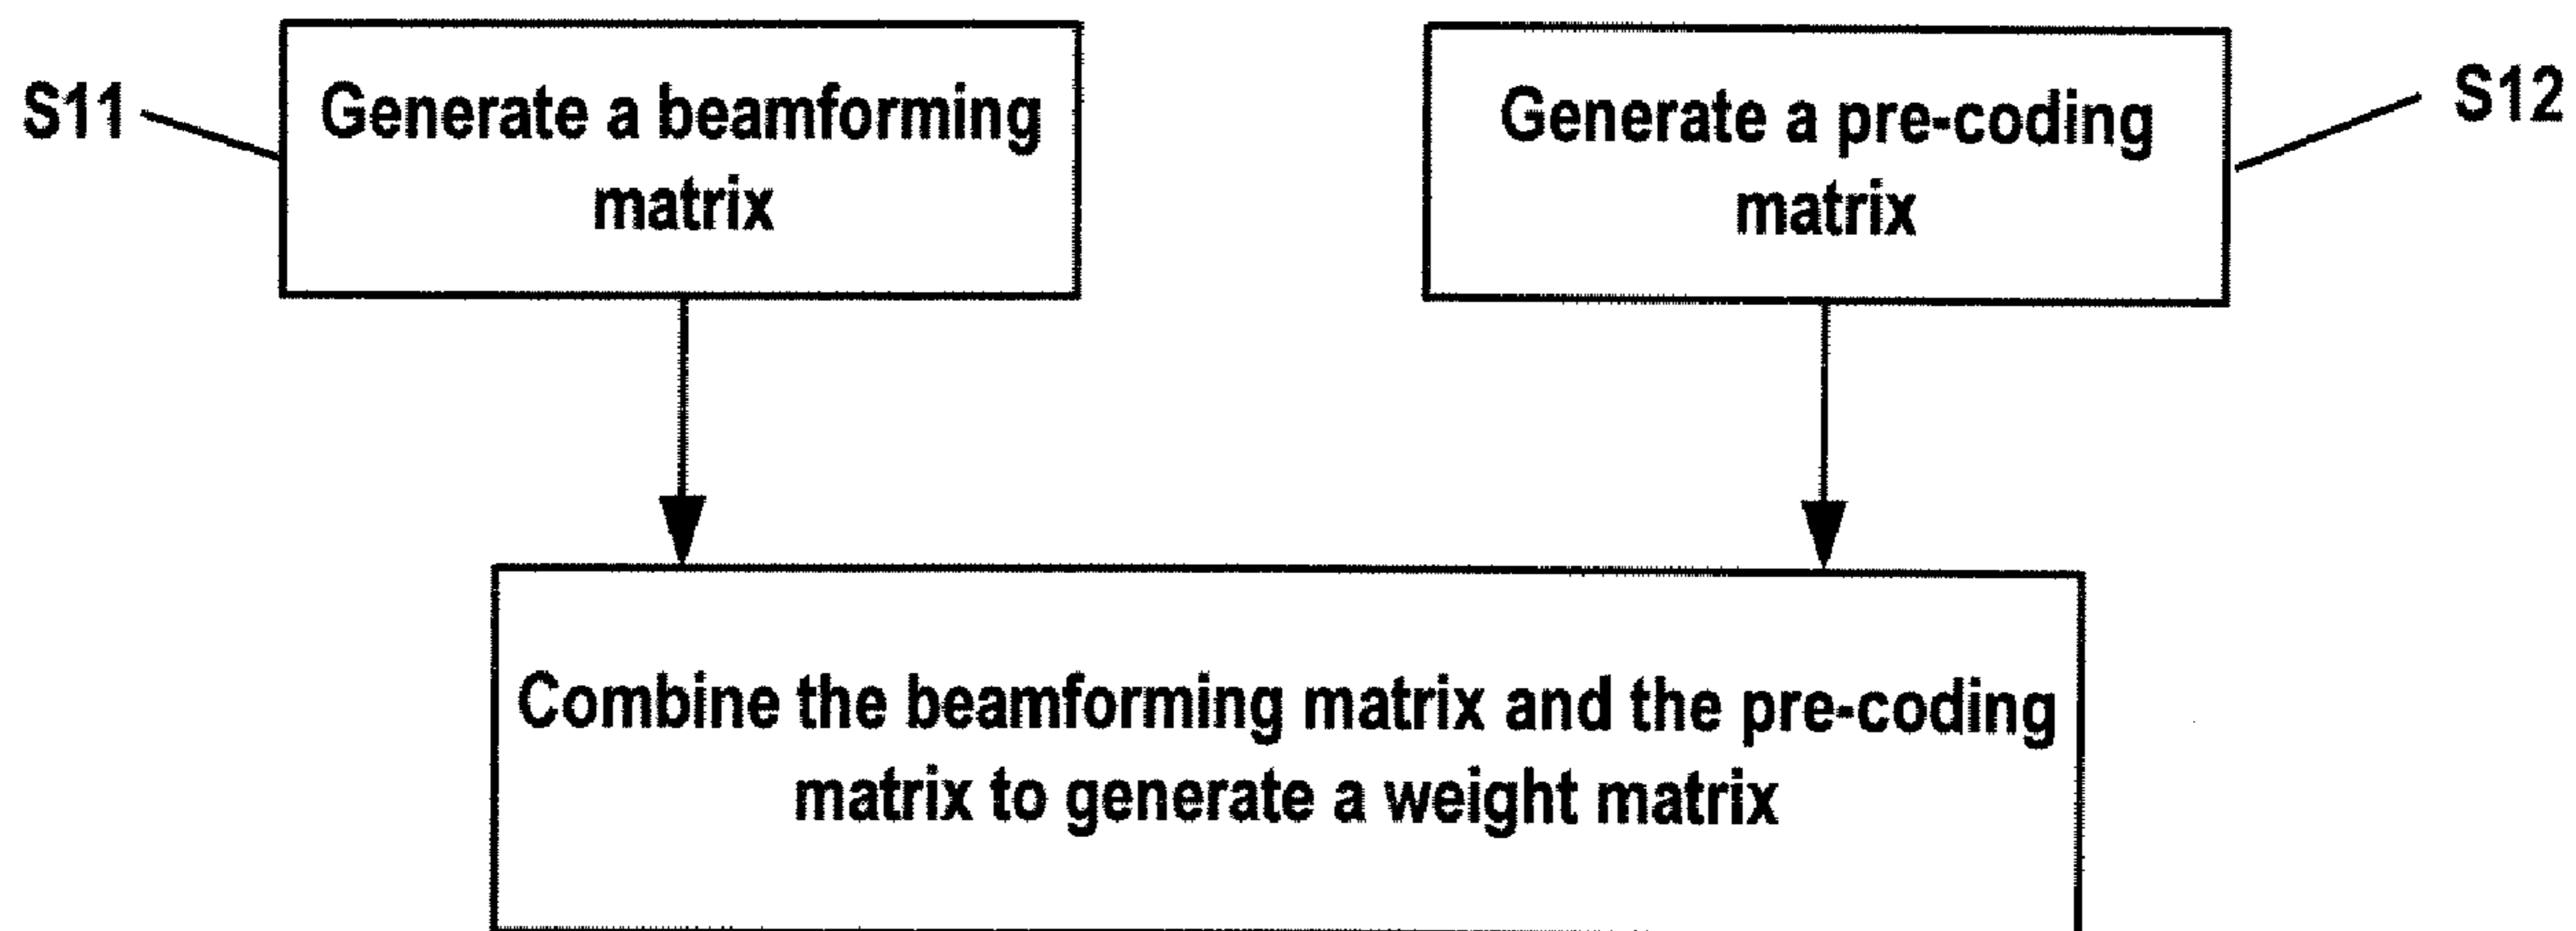 S11
Generate a beamforming
matrix
Generate a pre-coding
matrix
S12
Combine the beamforming matrix and the pre-coding
matrix to generate a weight matrix